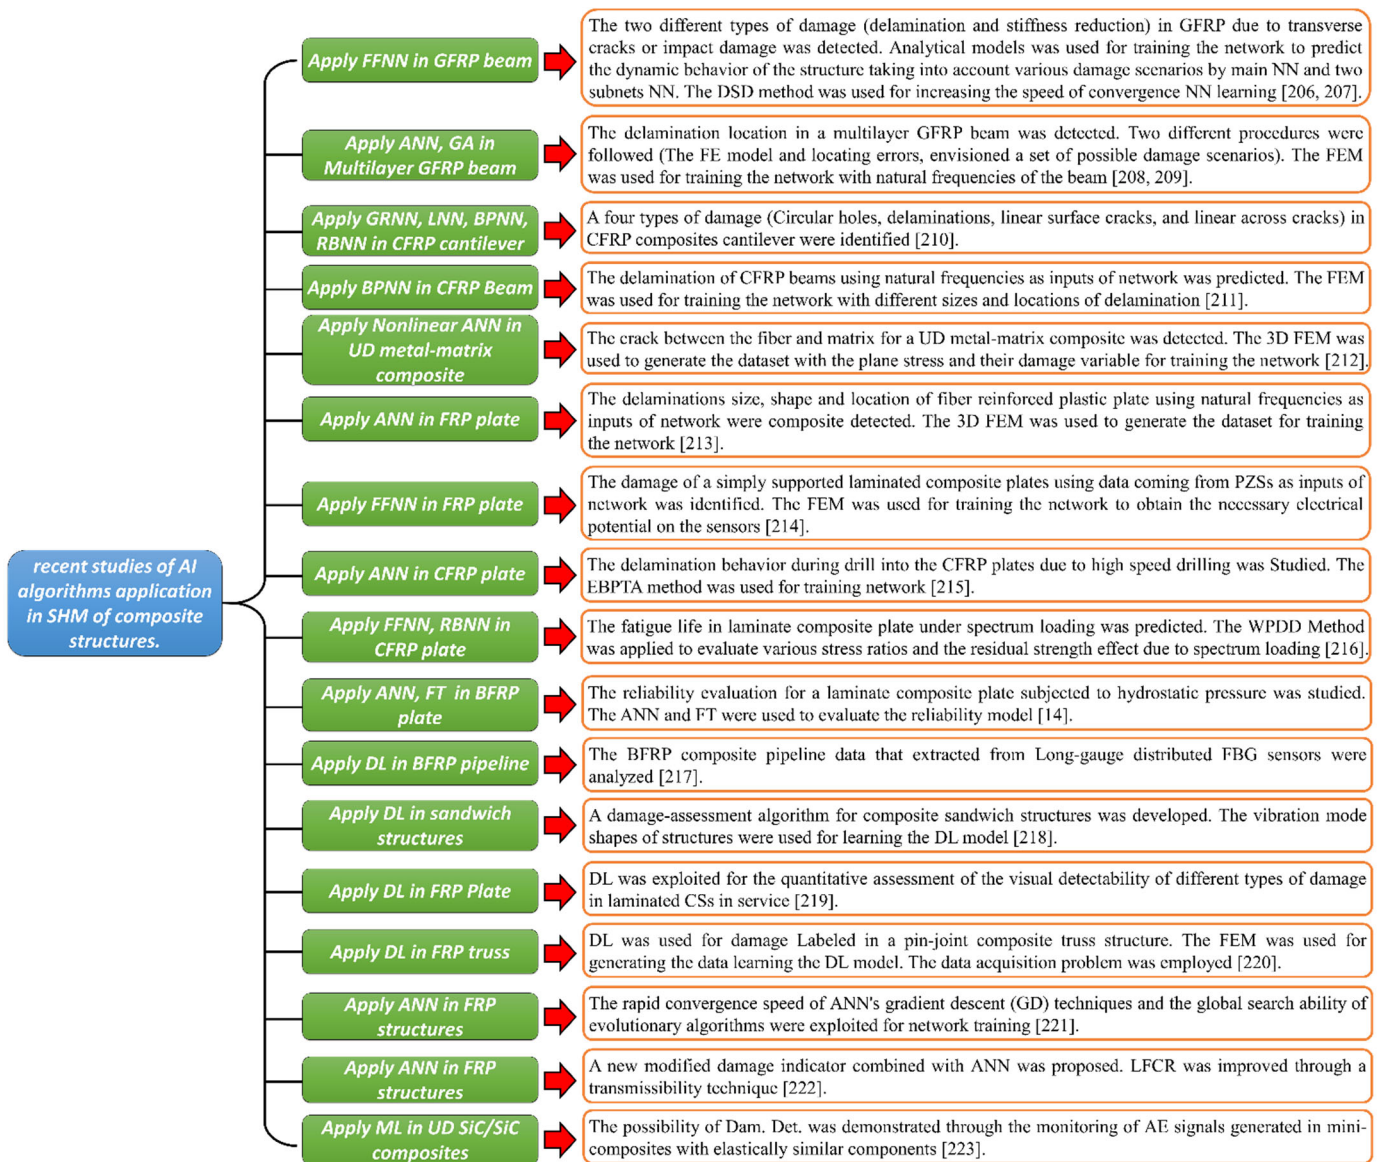 recent studies of AI
algorithms application
in SHM of composite
structures.
Apply FFNN in GFRP beam
The two different types of damage (delamination and stiffness reduction) in GFRP due to transverse
cracks or impact damage was detected. Analytical models was used for training the network to predict
the dynamic behavior of the structure taking into account various damage scenarios by main NN and two
subnets NN. The DSD method was used for increasing the speed of convergence NN learning [206, 207].
Apply ANN, GA in
Multilayer GFRP beam
The delamination location in a multilayer GFRP beam was detected. Two different procedures were
followed (The FE model and locating errors, envisioned a set of possible damage scenarios). The FEM
was used for training the network with natural frequencies of the beam [208, 209].
Apply GRNN, LNN, BPNN,
RBNN in CFRP cantilever
A four types of damage (Circular holes, delaminations, linear surface cracks, and linear across cracks) in
CFRP composites cantilever were identified [210].
Apply BPNN in CFRP Beam
The delamination of CFRP beams using natural frequencies as inputs of network was predicted. The FEM
was used for training the network with different sizes and locations of delamination [211].
Apply Nonlinear ANN in
UD metal-matrix
composite
The crack between the fiber and matrix for a UD metal-matrix composite was detected. The 3D FEM was
used to generate the dataset with the plane stress and their damage variable for training the network [212].
Apply ANN in FRP plate
The delaminations size, shape and location of fiber reinforced plastic plate using natural frequencies as
inputs of network were composite detected. The 3D FEM was used to generate the dataset for training
the network [213].
Apply FFNN in FRP plate
The damage of a simply supported laminated composite plates using data coming from PZSs as inputs of
network was identified. The FEM was used for training the network to obtain the necessary electrical
potential on the sensors [214].
Apply ANN in CFRP plate
The delamination behavior during drill into the CFRP plates due to high speed drilling was Studied. The
EBPTA method was used for training network [215].
Apply FFNN, RBNN in
CFRP plate
The fatigue life in laminate composite plate under spectrum loading was predicted. The WPDD Method
was applied to evaluate various stress ratios and the residual strength effect due to spectrum loading [216].
Apply ANN, FT in BFRP
plate
The reliability evaluation for a laminate composite plate subjected to hydrostatic pressure was studied.
The ANN and FT were used to evaluate the reliability model [14].
Apply DL in BFRP pipeline
The BFRP composite pipeline data that extracted from Long-gauge distributed FBG sensors were
analyzed [217].
Apply DL in sandwich
structures
A damage-assessment algorithm for composite sandwich structures was developed. The vibration mode
shapes of structures were used for learning the DL model [218].
Apply DL in FRP Plate
DL was exploited for the quantitative assessment of the visual detectability of different types of damage
in laminated CSs in service [219].
Apply DL in FRP truss
DL was used for damage Labeled in a pin-joint composite truss structure. The FEM was used for
generating the data learning the DL model. The data acquisition problem was employed [220].
Apply ANN in FRP
structures
The rapid convergence speed of ANN's gradient descent (GD) techniques and the global search ability of
evolutionary algorithms were exploited for network training [221].
Apply ANN in FRP
structures
A new modified damage indicator combined with ANN was proposed. LFCR was improved through a
transmissibility technique [222].
Apply ML in UD SiC/SiC
composites
The possibility of Dam. Det. was demonstrated through the monitoring of AE signals generated in mini-
composites with elastically similar components [223].